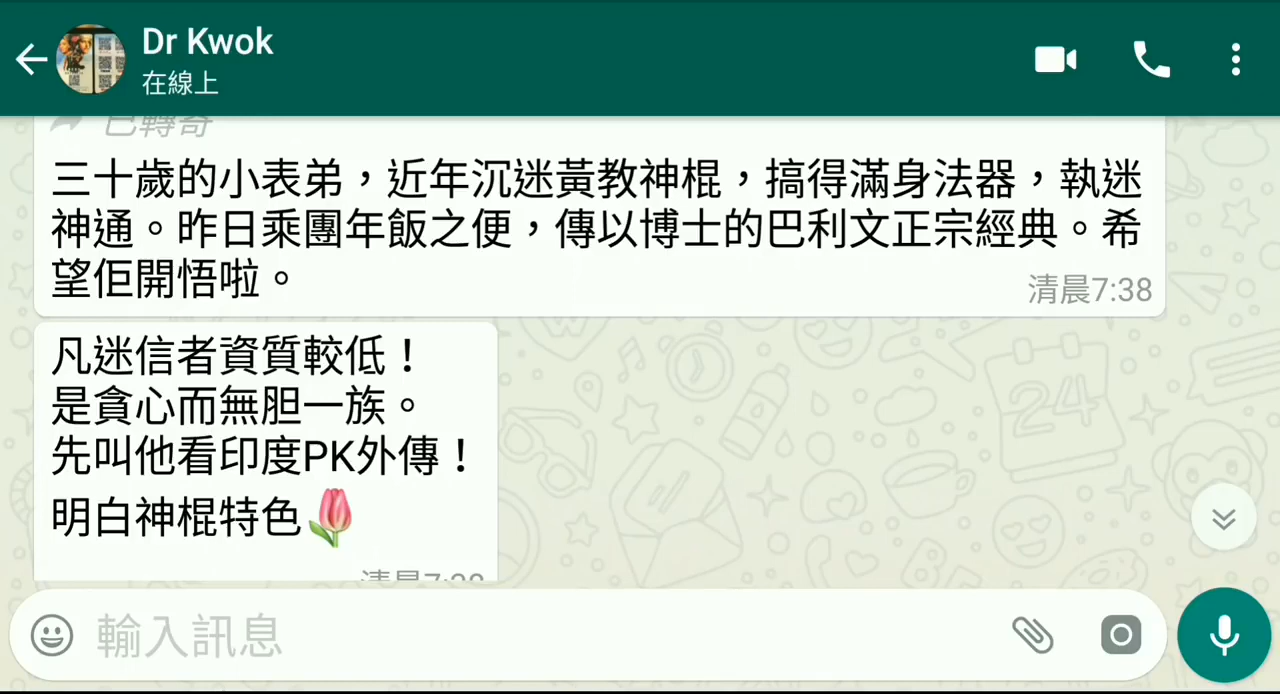 Dr Kwok
在線上
已轉寄
三十歲的小表弟，近年沉迷黃教神棍，搞得滿身法器，執迷
神通。昨日乘團年飯之便，傳以博士的巴利文正宗經典。希
望佢開悟啦。
清晨7:38
凡迷信者資質較低！
是貪心而無胆一族。
先叫他看印度PK外傳！
明白神棍特色🌷
輸入訊息